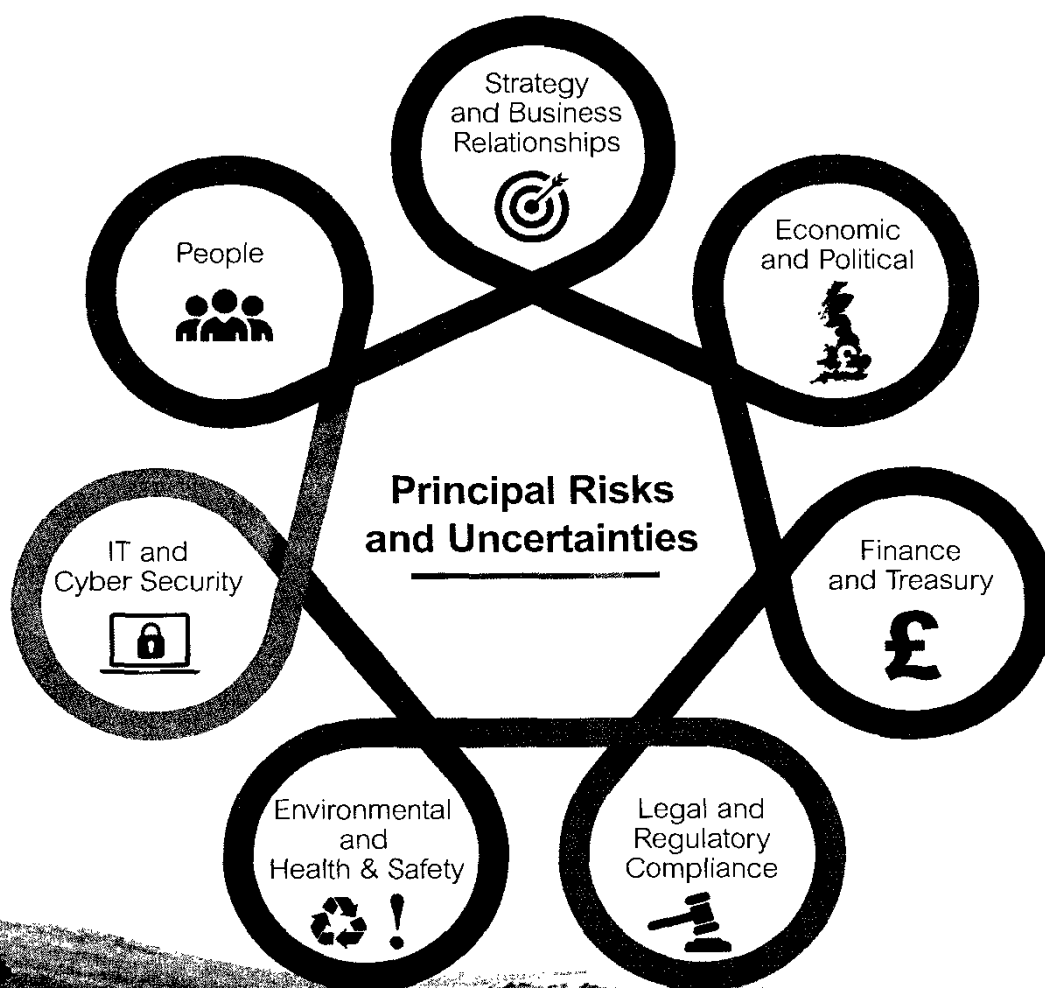 Strategy
and Business
Relationships
Economic
and Political
£
People
Principal Risks
and Uncertainties
IT and
Cyber Security
Finance
and Treasury
£
Environmental
and
Health & Safety
!
Legal and
Regulatory
Compliance